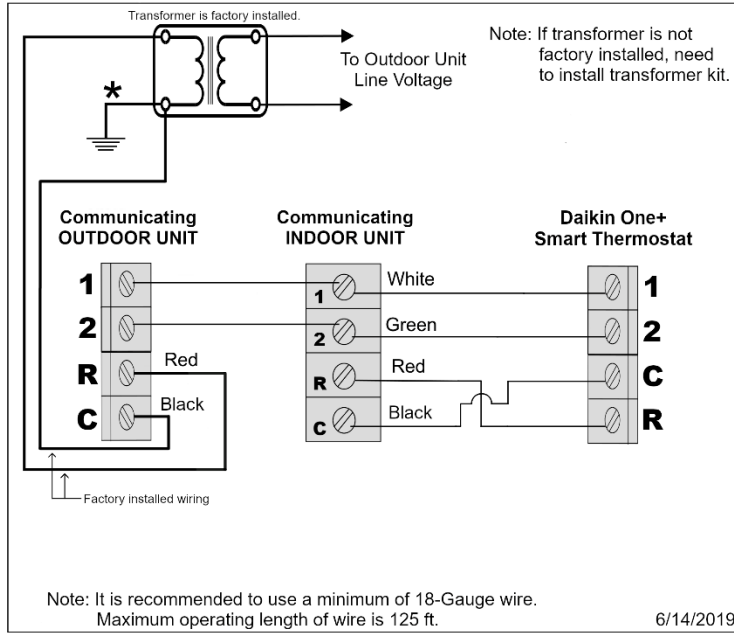 Transformer is factory installed.
To Outdoor Unit
Line Voltage
Note: If transformer is not
factory installed, need
to install transformer kit.
*
Communicating
OUTDOOR UNIT
Communicating
INDOOR UNIT
Daikin One+
Smart Thermostat
1
2
R
C
Red
Black
1
2
R
C
White
Green
Red
Black
1
2
C
R
Factory installed wiring
Note: It is recommended to use a minimum of 18-Gauge wire.
Maximum operating length of wire is 125 ft.
6/14/2019